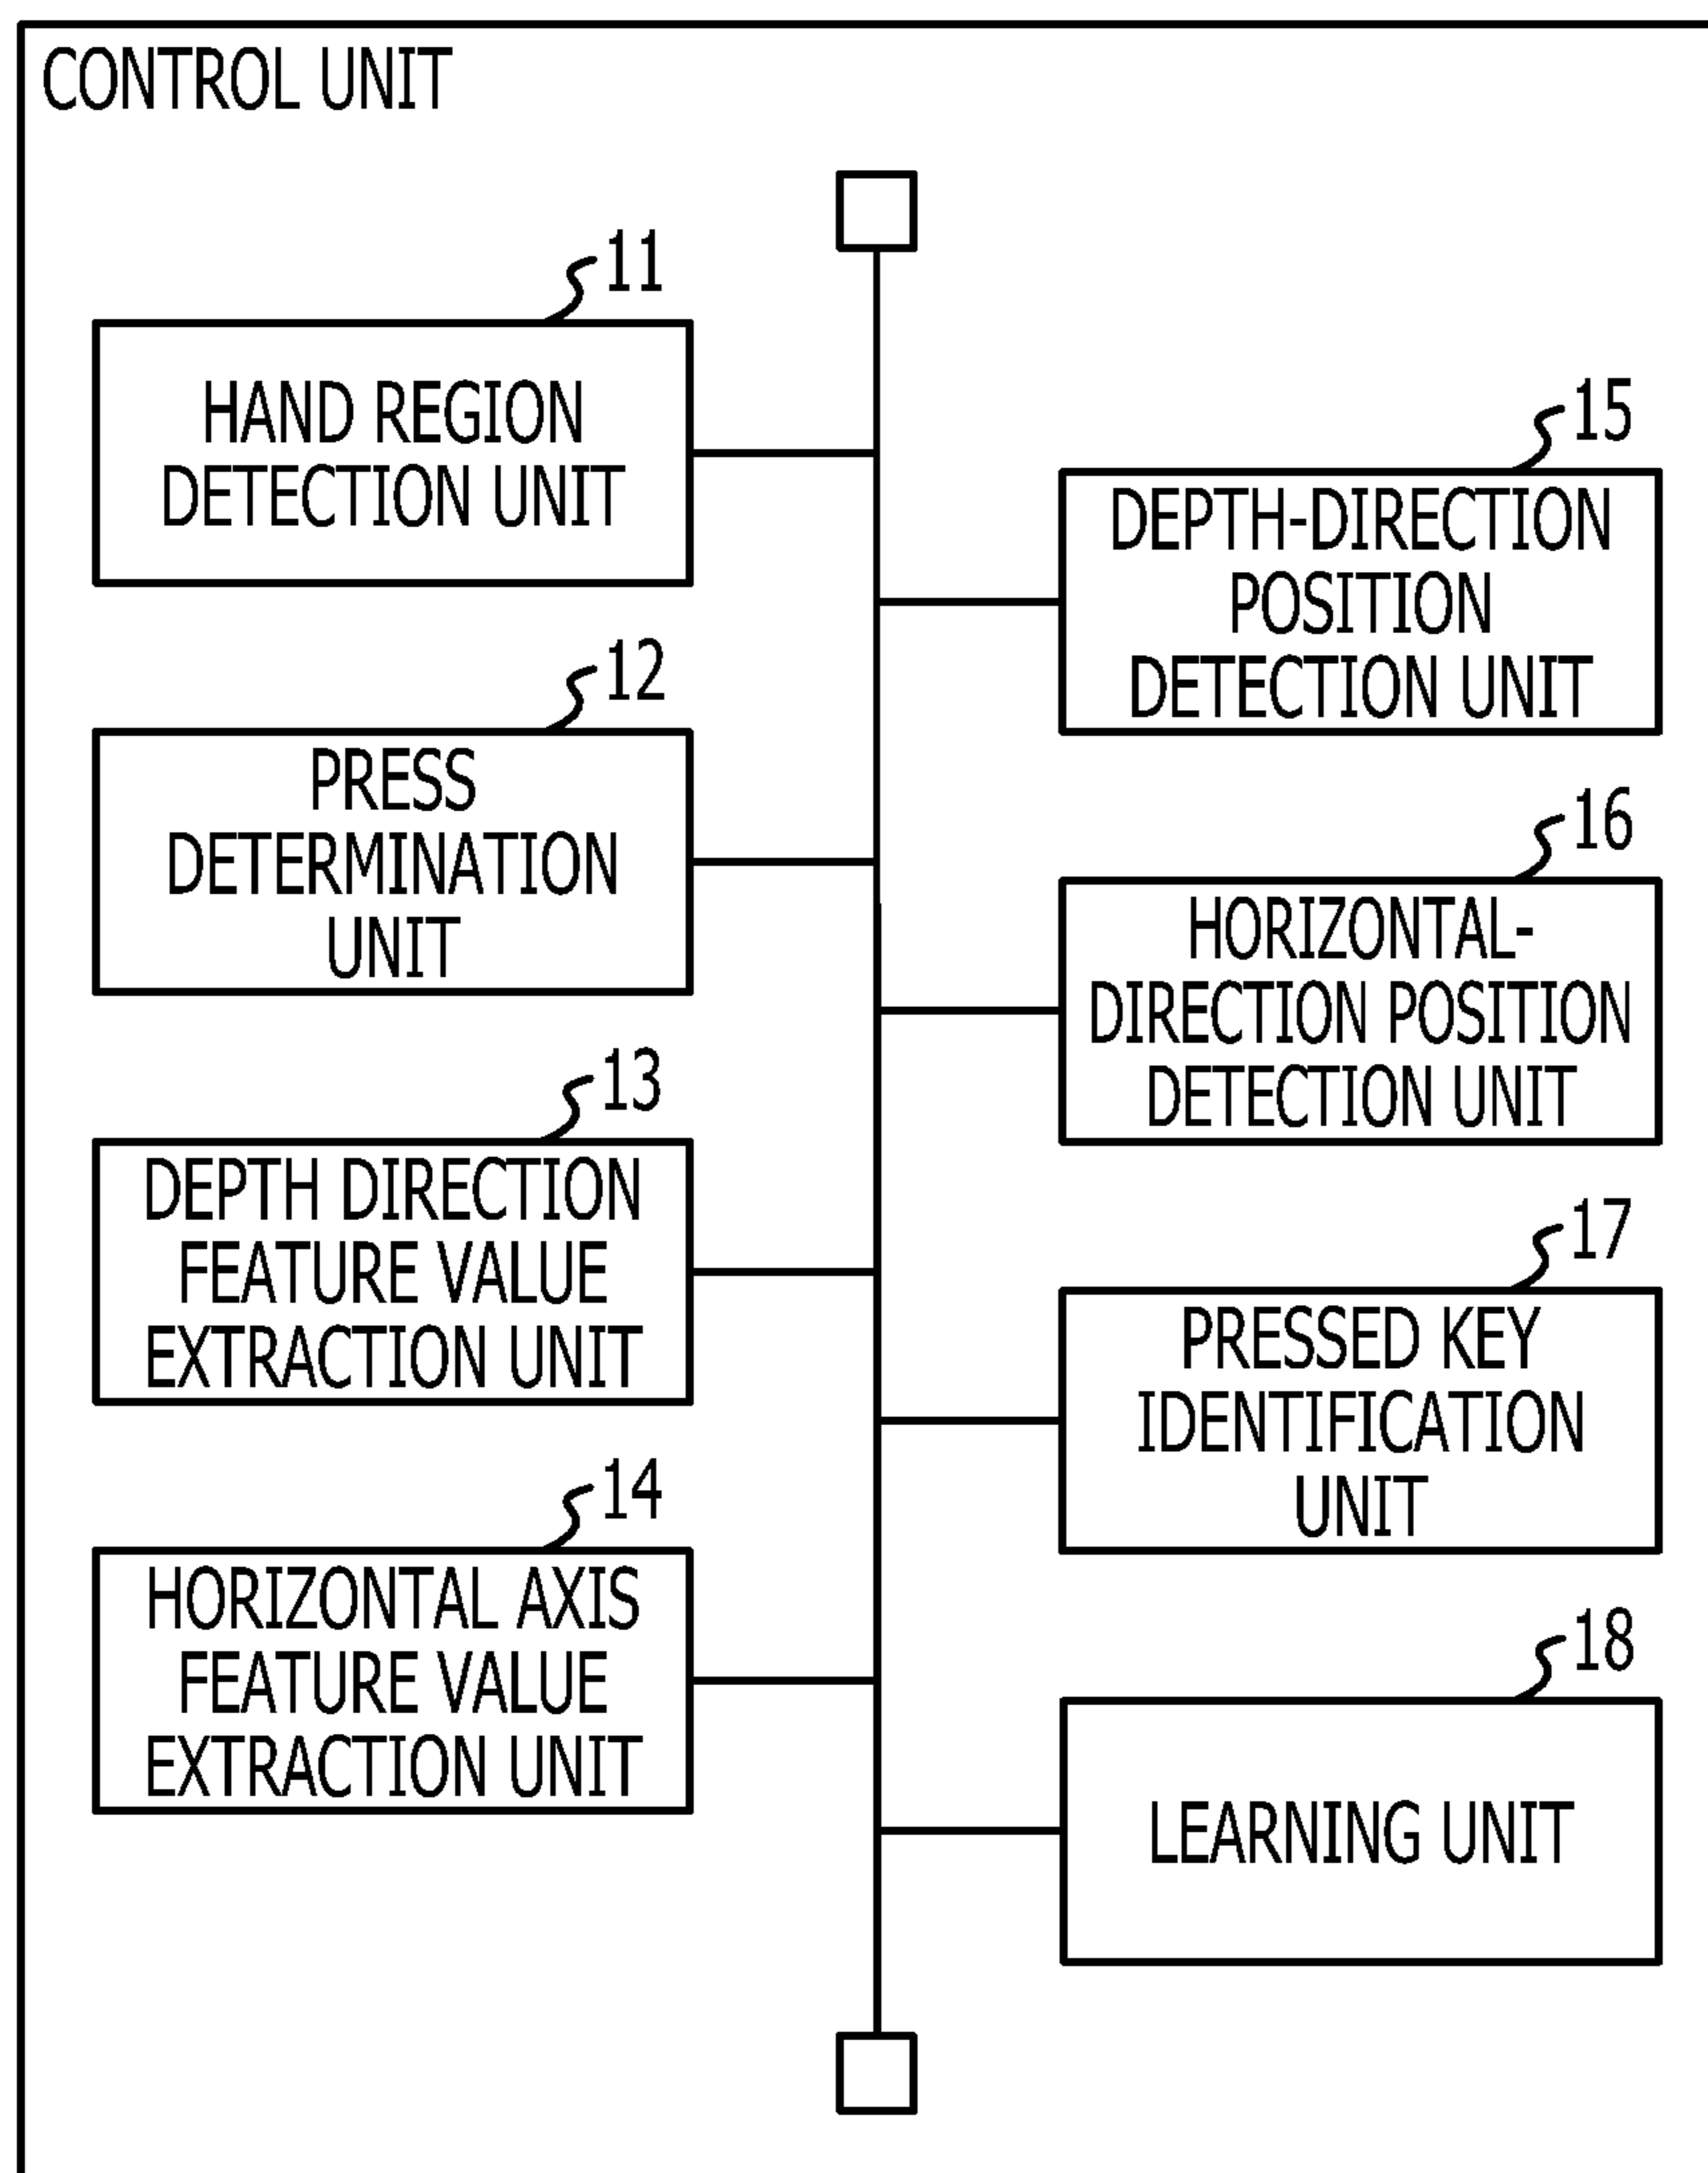 CONTROL UNIT
11
HAND REGION
DETECTION UNIT
12
PRESS
DETERMINATION
UNIT
13
DEPTH DIRECTION
FEATURE VALUE
EXTRACTION UNIT
14
HORIZONTAL AXIS
FEATURE VALUE
EXTRACTION UNIT
15
DEPTH-DIRECTION
POSITION
DETECTION UNIT
16
HORIZONTAL-
DIRECTION POSITION
DETECTION UNIT
17
PRESSED KEY
IDENTIFICATION
UNIT
18
LEARNING UNIT